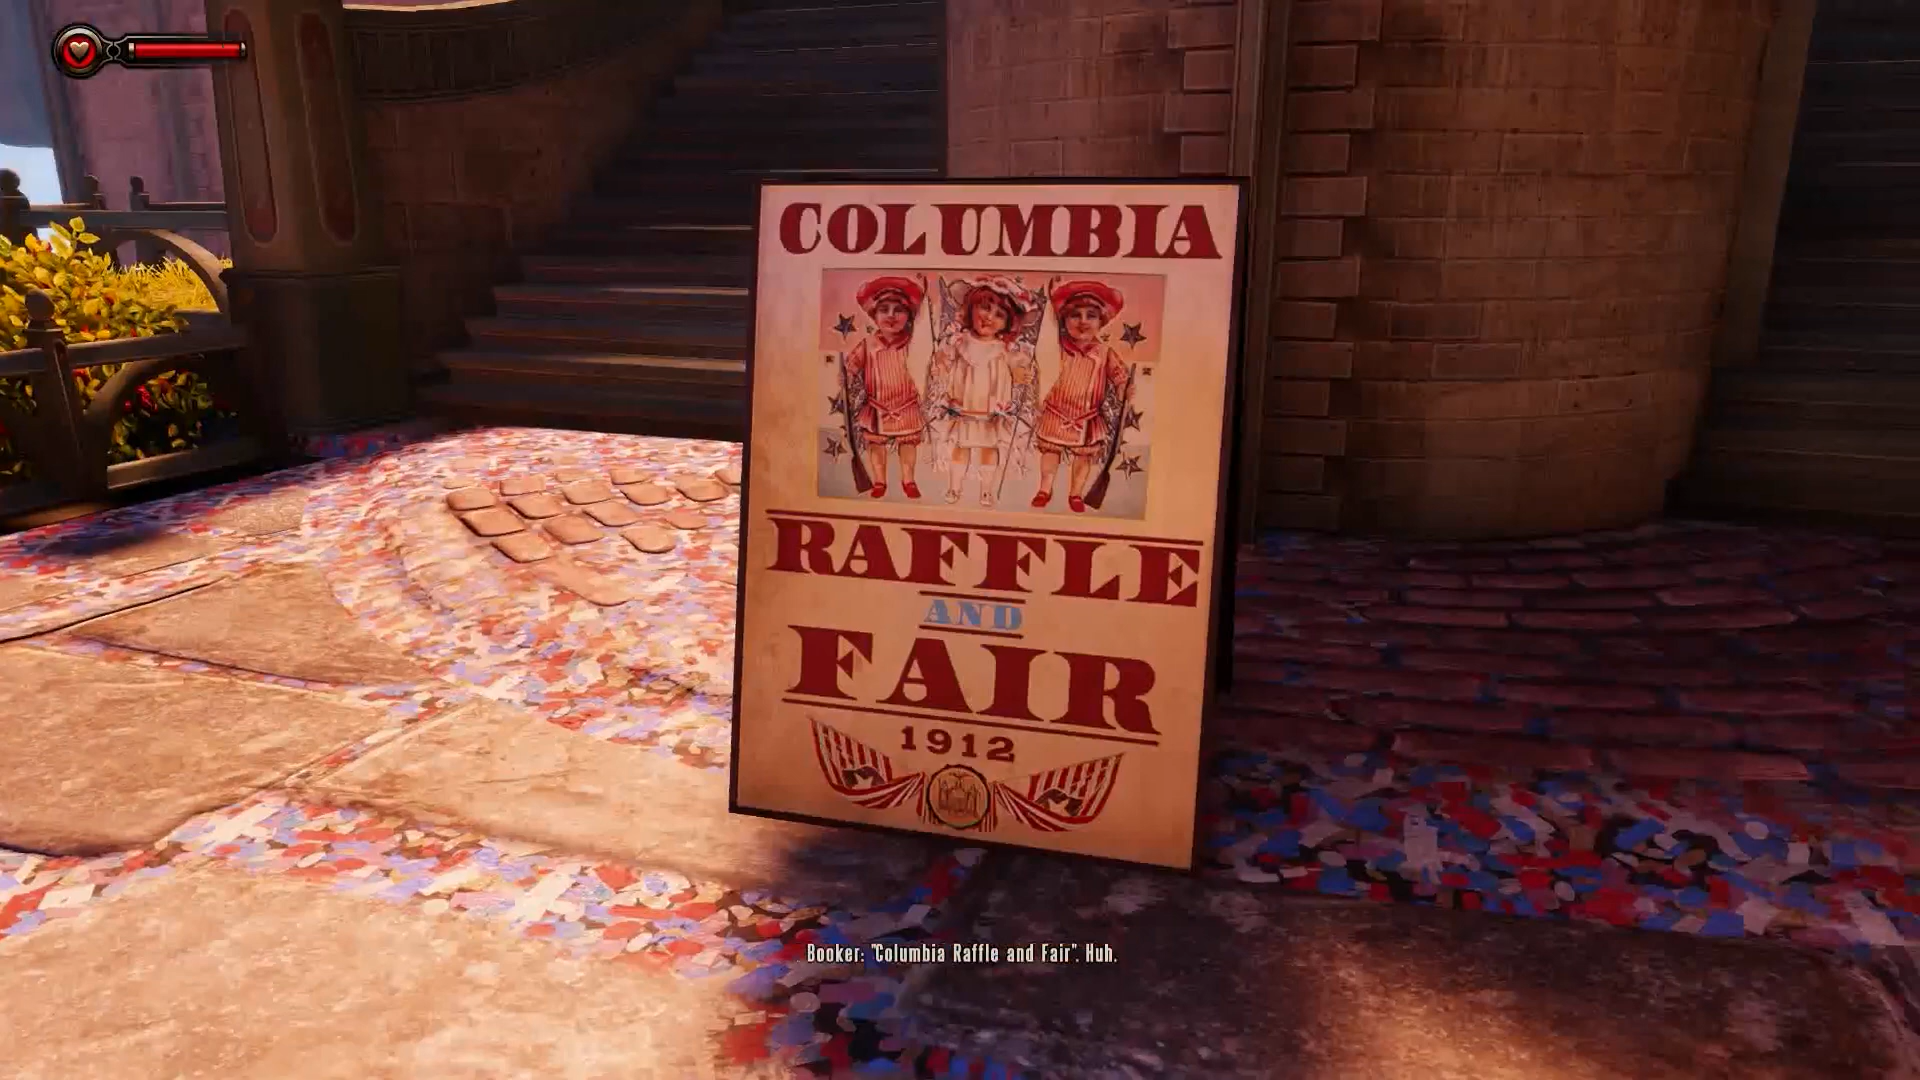 COLUMBIA
RAFFLE
AND
FAIR
1912
Booker: "Columbia Raffle and Fair". Huh.